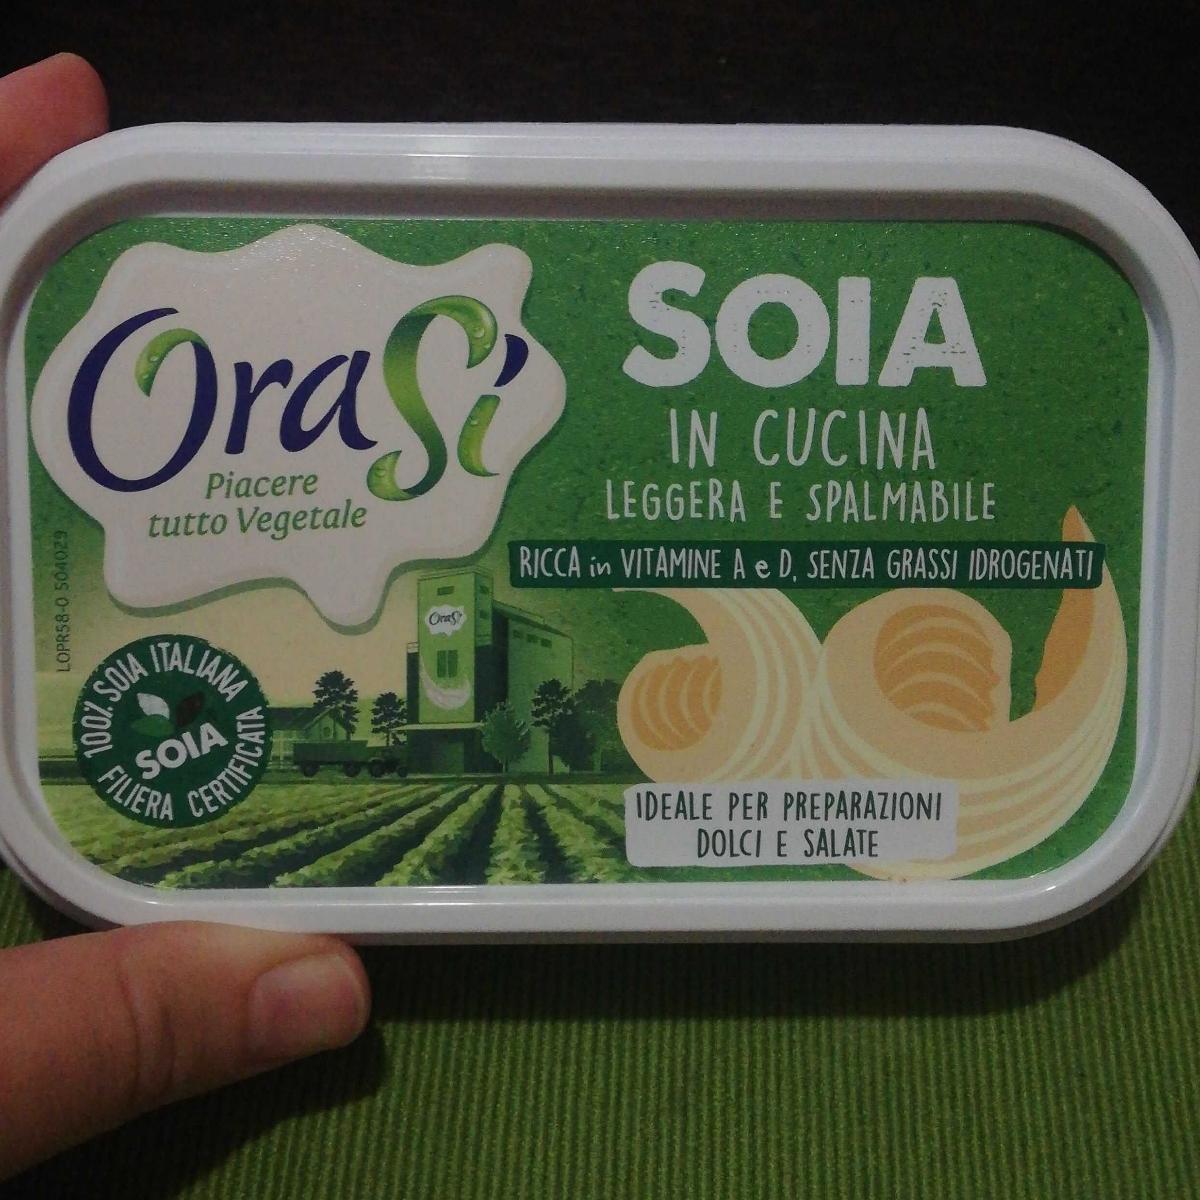 OraSì
Piacere
tutto Vegetale
SOIA
IN CUCINA
LEGGERA E SPALMABILE
RICCA in VITAMINE A e D, SENZA GRASSI IDROGENATI
LOPR58-0 504029
OraSì
100% SOIA ITALIANA
SOIA
FILIERA CERTIFICATA
IDEALE PER PREPARAZIONI
DOLCI E SALATE